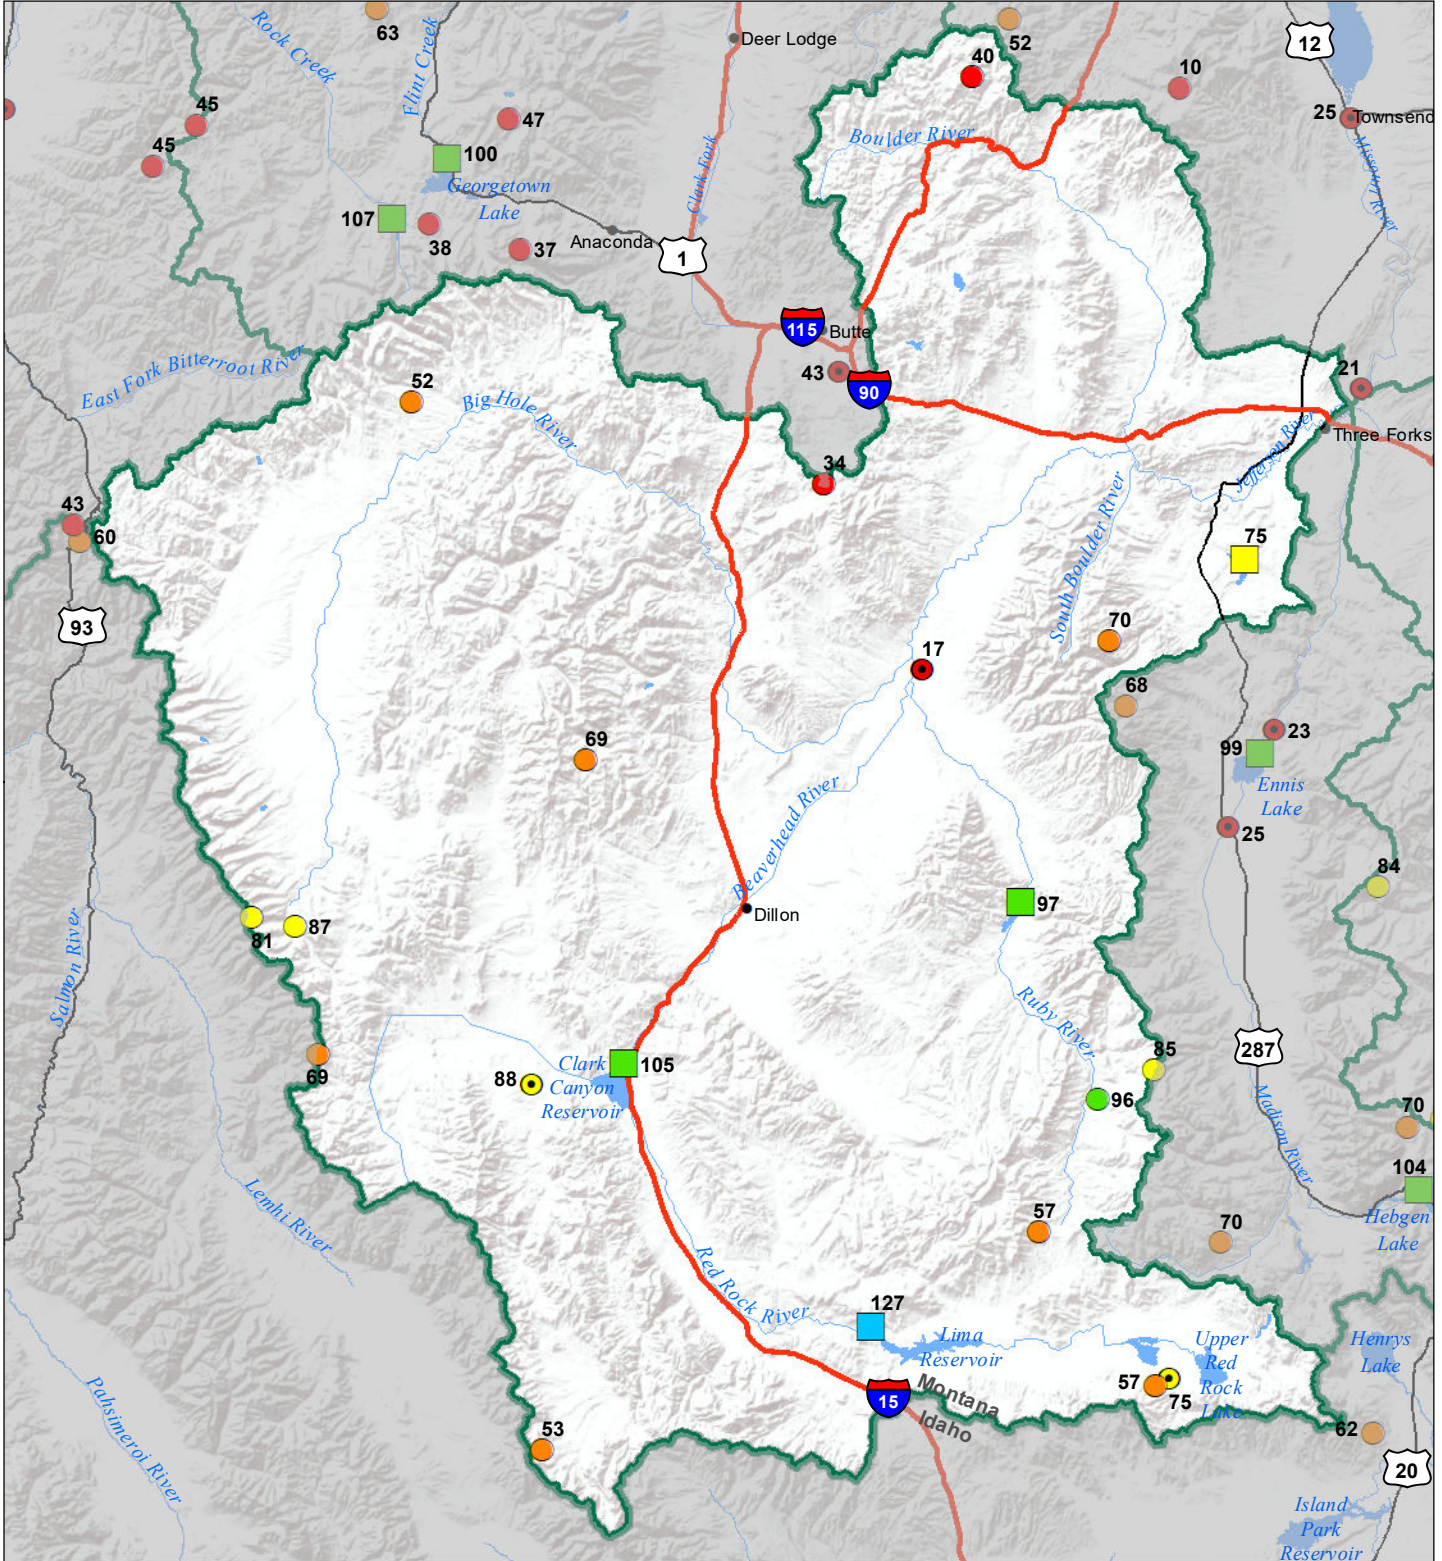 63
Rock Creek
Flint Creek
Deer Lodge
52
40
10
12
25
Townsend
45
47
45
100
Georgetown
Lake
Clark Fork
Boulder River
Missouri River
107
38
37
Anaconda
1
115
Butte
43
90
21
Three Forks
Jefferson River
East Fork Bitterroot River
52
Big Hole River
34
43
60
93
South Boulder River
75
70
17
68
69
23
99
Ennis
Lake
25
84
Beaverhead River
Dillon
97
81
87
Salmon River
Ruby River
69
88
Clark
Canyon
Reservoir
105
85
96
287
Madison River
70
104
Hebgen
Lake
70
57
Lemhi River
Red Rock River
127
Lima
Reservoir
Upper
Red
Rock
Lake
57
75
Henrys
Lake
15
Montana
Idaho
62
20
53
Pahsimeroi River
Island
Park
Reservoir